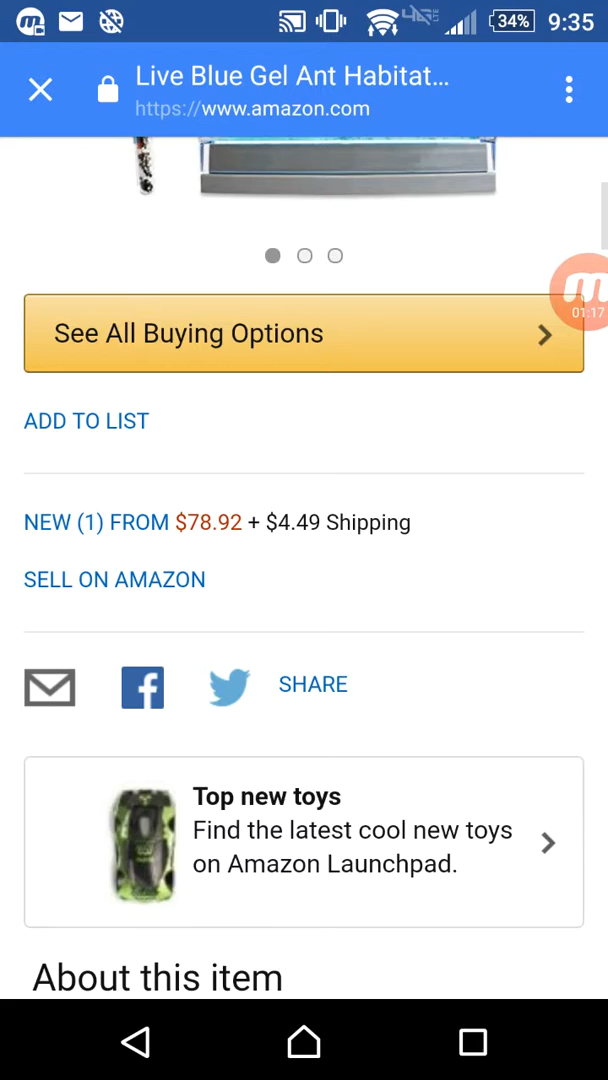 34% 9:35
Live Blue Gel Ant Habitat...
https://www.amazon.com
See All Buying Options
01:17
ADD TO LIST
NEW (1) FROM $78.92 + $4.49 Shipping
SELL ON AMAZON
SHARE
Top new toys
Find the latest cool new toys
on Amazon Launchpad.
About this item